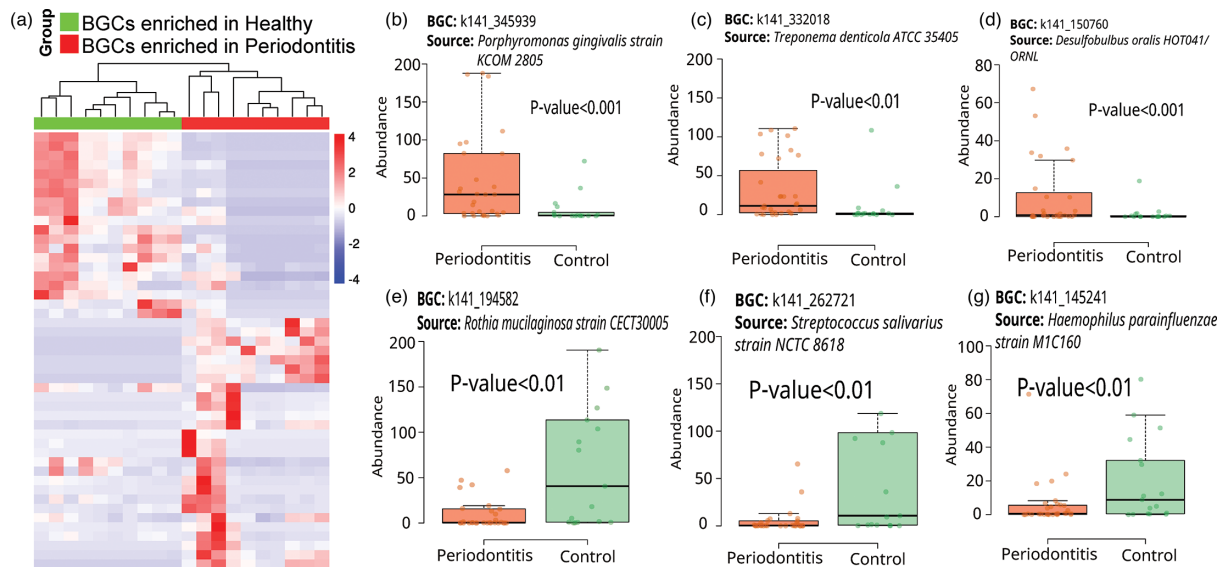 (a)
Group
BGCs enriched in Healthy
BGCs enriched in Periodontitis
4
2
0
-2
-4
(b)
BGC: k141_345939
Source: Porphyromonas gingivalis strain
KCOM 2805
P-value<0.001
Abundance
200
150
100
50
0
Periodontitis
Control
(c)
BGC: k141_332018
Source: Treponema denticola ATCC 35405
P-value<0.01
Abundance
200
150
100
50
0
Periodontitis
Control
(d)
BGC: k141_150760
Source: Desulfobulbus oralis HOT041/
ORNL
P-value<0.001
Abundance
80
60
40
20
0
Periodontitis
Control
(e)
BGC: k141_194582
Source: Rothia mucilaginosa strain CECT30005
P-value<0.01
Abundance
200
150
100
50
0
Periodontitis
Control
(f)
BGC: k141_262721
Source: Streptococcus salivarius
strain NCTC 8618
P-value<0.01
Abundance
200
150
100
50
0
Periodontitis
Control
(g)
BGC: k141_145241
Source: Haemophilus parainfluenzae
strain M1C160
P-value<0.01
Abundance
100
80
60
40
20
0
Periodontitis
Control